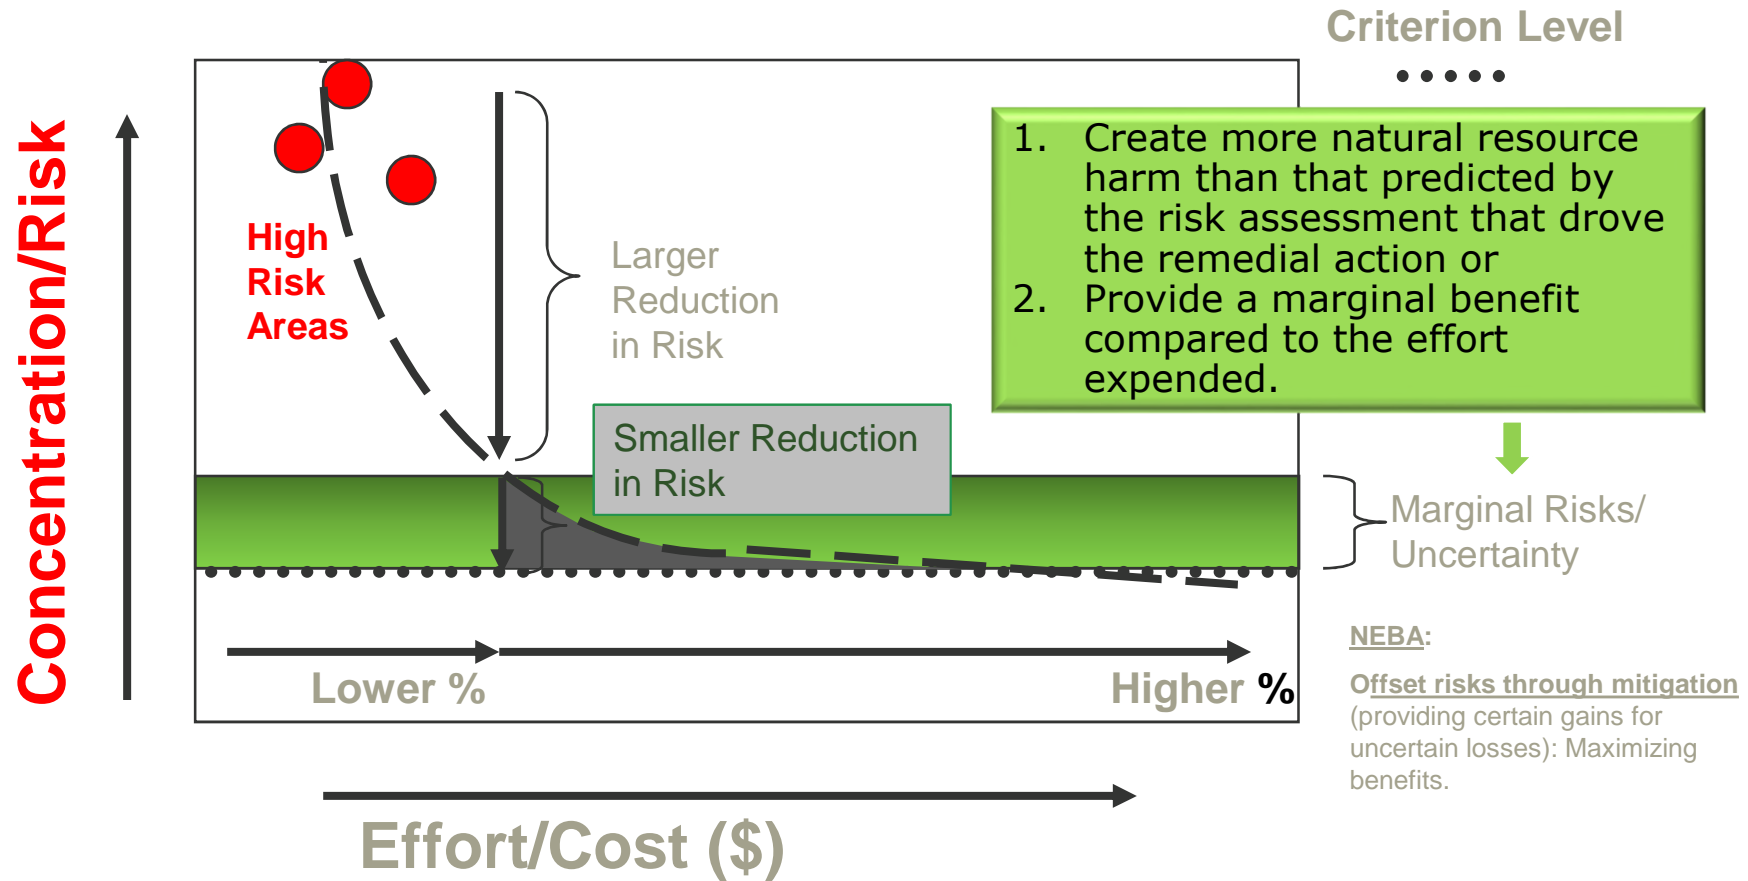 Criterion Level
Concentration/Risk
1. Create more natural resource
harm than that predicted by
the risk assessment that drove
the remedial action or
2. Provide a marginal benefit
compared to the effort
expended.
High
Risk
Areas
Larger
Reduction
in Risk
Smaller Reduction
in Risk
Marginal Risks/
Uncertainty
Lower %
Higher %
NEBA:
Offset risks through mitigation
(providing certain gains for
uncertain losses): Maximizing
benefits.
Effort/Cost ($)